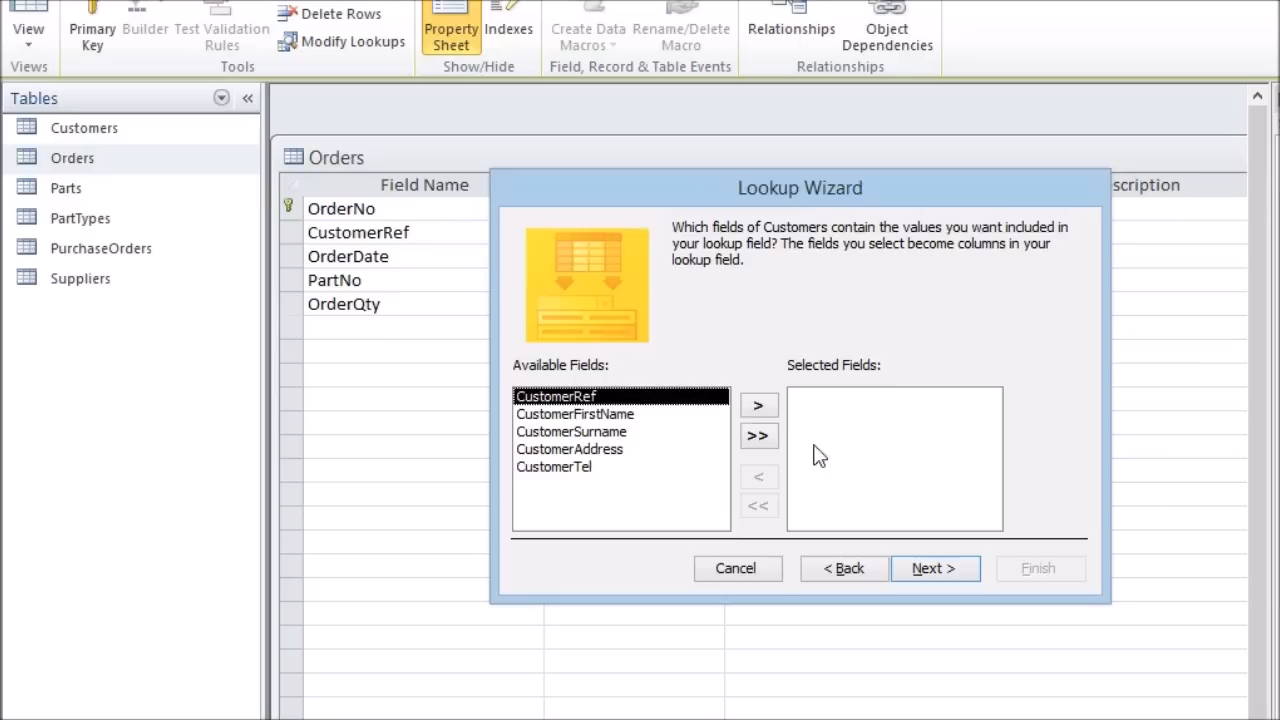 View
Primary
Key
Builder
Test Validation
Rules
Delete Rows
Modify Lookups
Property
Sheet
Indexes
Create Data
Macros
Rename/Delete
Macro
Relationships
Object
Dependencies
Views
Tools
Show/Hide
Field, Record & Table Events
Relationships
Tables
«
Customers
Orders
Parts
PartTypes
PurchaseOrders
Suppliers
Orders
Field Name
scription
OrderNo
CustomerRef
OrderDate
PartNo
OrderQty
Lookup Wizard
Which fields of Customers contain the values you want included in
your lookup field? The fields you select become columns in your
lookup field.
Available Fields:
Selected Fields:
CustomerRef
CustomerFirstName
CustomerSurname
CustomerAddress
CustomerTel
>
>>
<
<<
Cancel
< Back
Next >
Finish